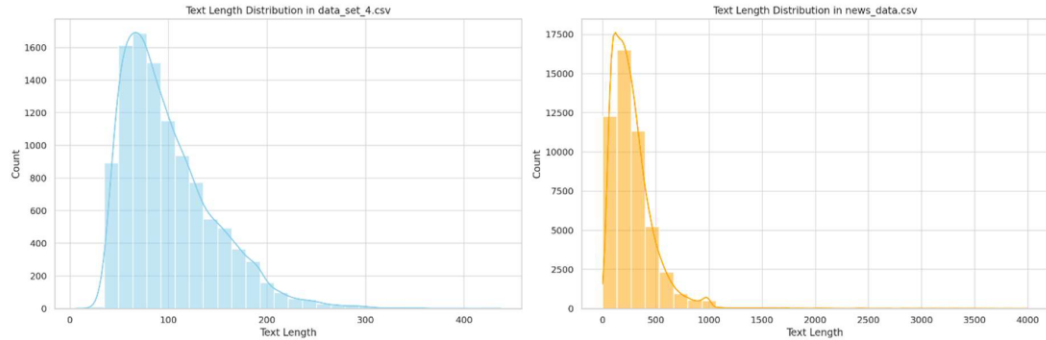 Text Length Distribution in data_set_4.csv
1600
1400
1200
1000
800
600
400
200
0
Count
0 100 200 300 400
Text Length
Text Length Distribution in news_data.csv
17500
15000
12500
10000
7500
5000
2500
0
Count
0 500 1000 1500 2000 2500 3000 3500 4000
Text Length